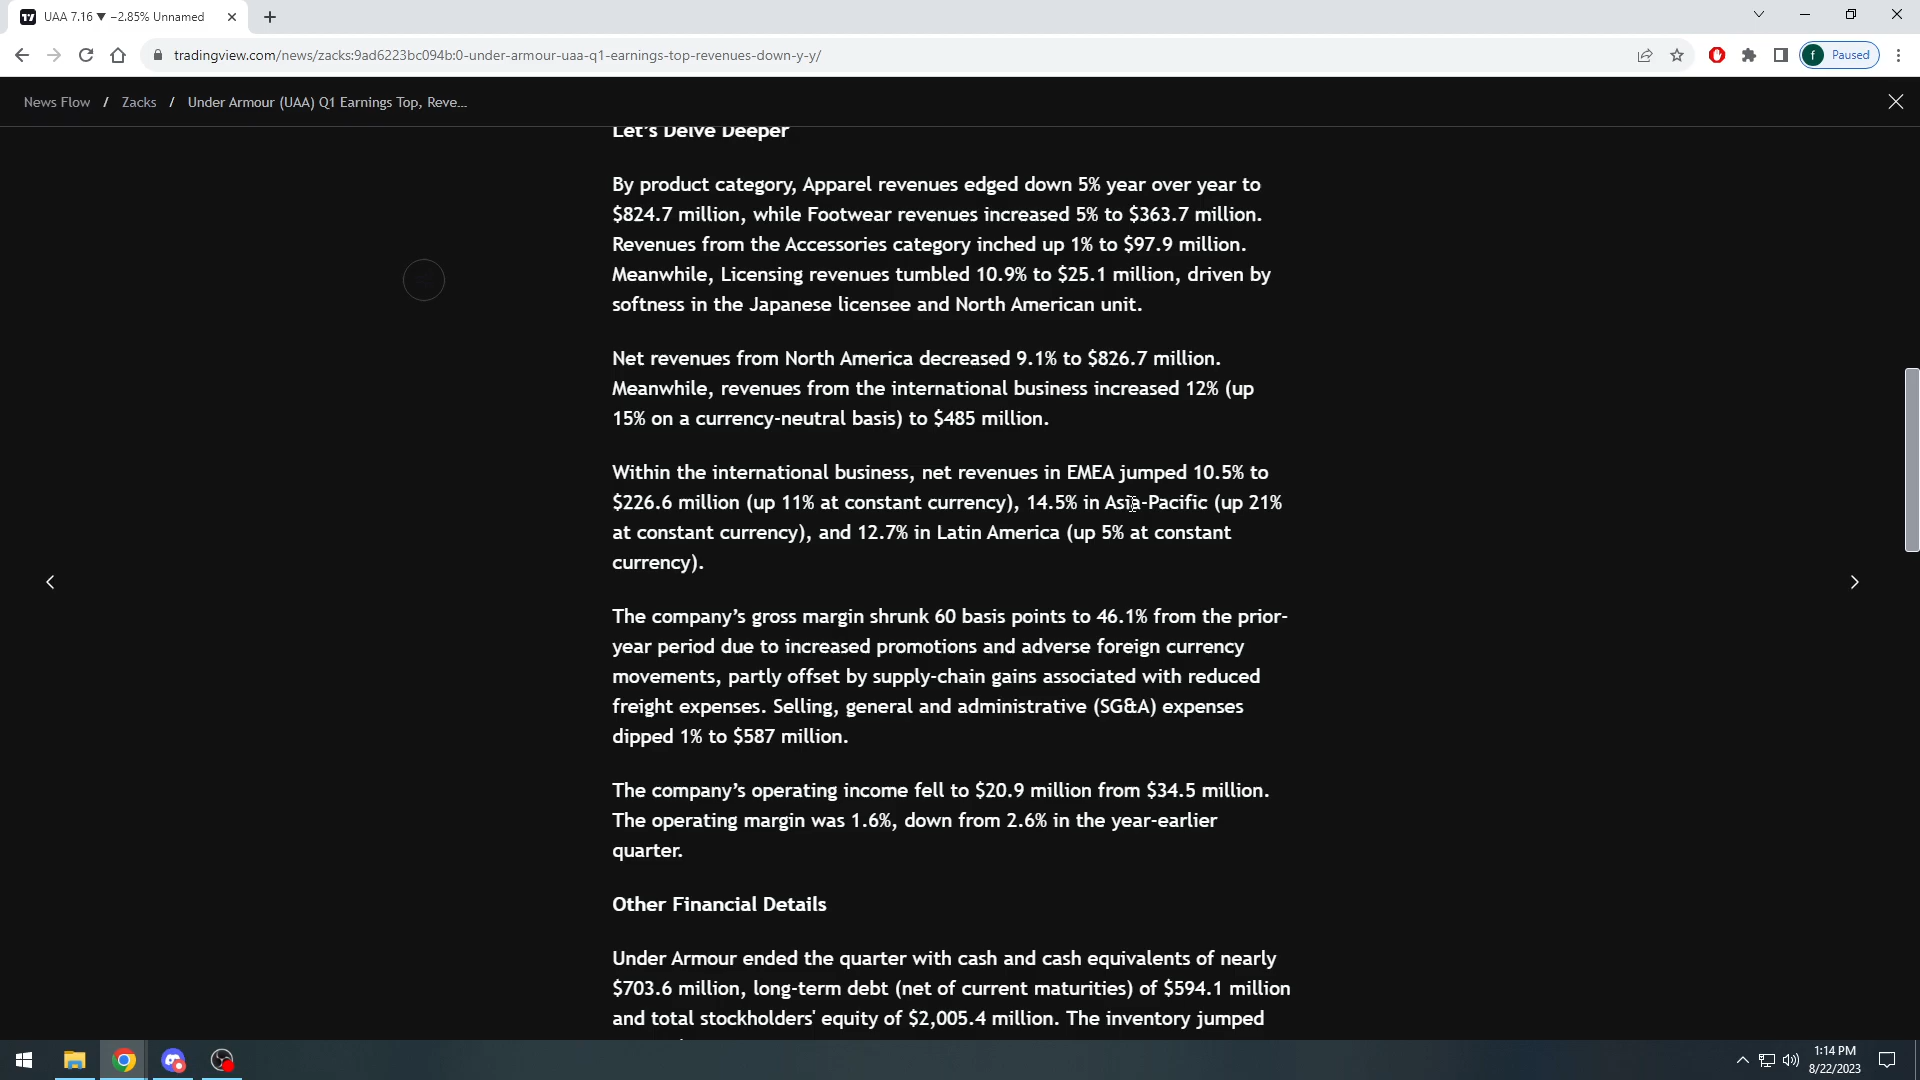 UAA 7.16 ▼ −2.85% Unnamed
tradingview.com/news/zacks:9ad6223bc094b:0-under-armour-uaa-q1-earnings-top-revenues-down-y-y/
f Paused
News Flow / Zacks / Under Armour (UAA) Q1 Earnings Top, Reve...
Let's Delve Deeper
By product category, Apparel revenues edged down 5% year over year to
$824.7 million, while Footwear revenues increased 5% to $363.7 million.
Revenues from the Accessories category inched up 1% to $97.9 million.
Meanwhile, Licensing revenues tumbled 10.9% to $25.1 million, driven by
softness in the Japanese licensee and North American unit.
Net revenues from North America decreased 9.1% to $826.7 million.
Meanwhile, revenues from the international business increased 12% (up
15% on a currency-neutral basis) to $485 million.
Within the international business, net revenues in EMEA jumped 10.5% to
$226.6 million (up 11% at constant currency), 14.5% in Asia-Pacific (up 21%
at constant currency), and 12.7% in Latin America (up 5% at constant
currency).
The company’s gross margin shrunk 60 basis points to 46.1% from the prior-
year period due to increased promotions and adverse foreign currency
movements, partly offset by supply-chain gains associated with reduced
freight expenses. Selling, general and administrative (SG&A) expenses
dipped 1% to $587 million.
The company’s operating income fell to $20.9 million from $34.5 million.
The operating margin was 1.6%, down from 2.6% in the year-earlier
quarter.
Other Financial Details
Under Armour ended the quarter with cash and cash equivalents of nearly
$703.6 million, long-term debt (net of current maturities) of $594.1 million
and total stockholders' equity of $2,005.4 million. The inventory jumped
1:14 PM
8/22/2023